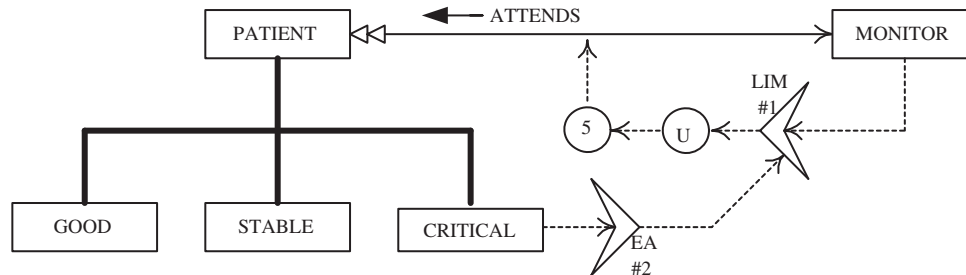 ATTENDS
PATIENT
MONITOR
LIM
#1
5
U
GOOD
STABLE
CRITICAL
EA
#2